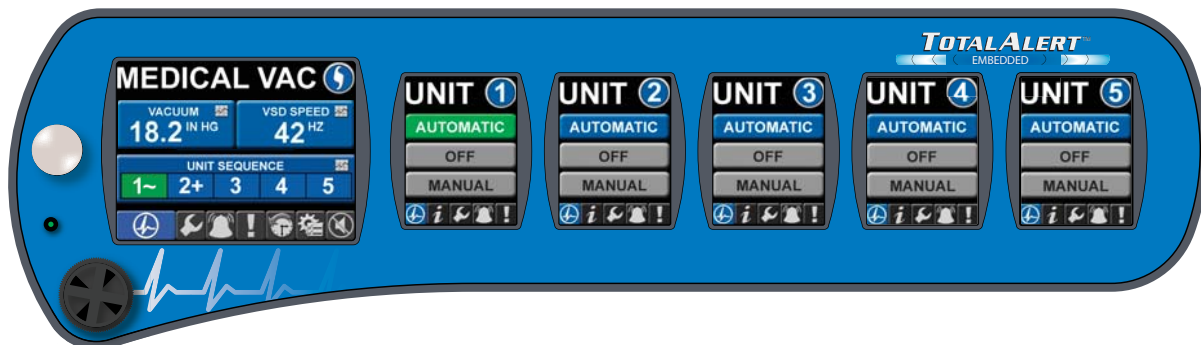 TOTALALERT™
EMBEDDED
MEDICAL VAC
VACUUM
18.2 IN HG
VSD SPEED
42 HZ
UNIT SEQUENCE
1~ 2+ 3 4 5
UNIT 1
AUTOMATIC
OFF
MANUAL
i !
UNIT 2
AUTOMATIC
OFF
MANUAL
i !
UNIT 3
AUTOMATIC
OFF
MANUAL
i !
UNIT 4
AUTOMATIC
OFF
MANUAL
i !
UNIT 5
AUTOMATIC
OFF
MANUAL
i !